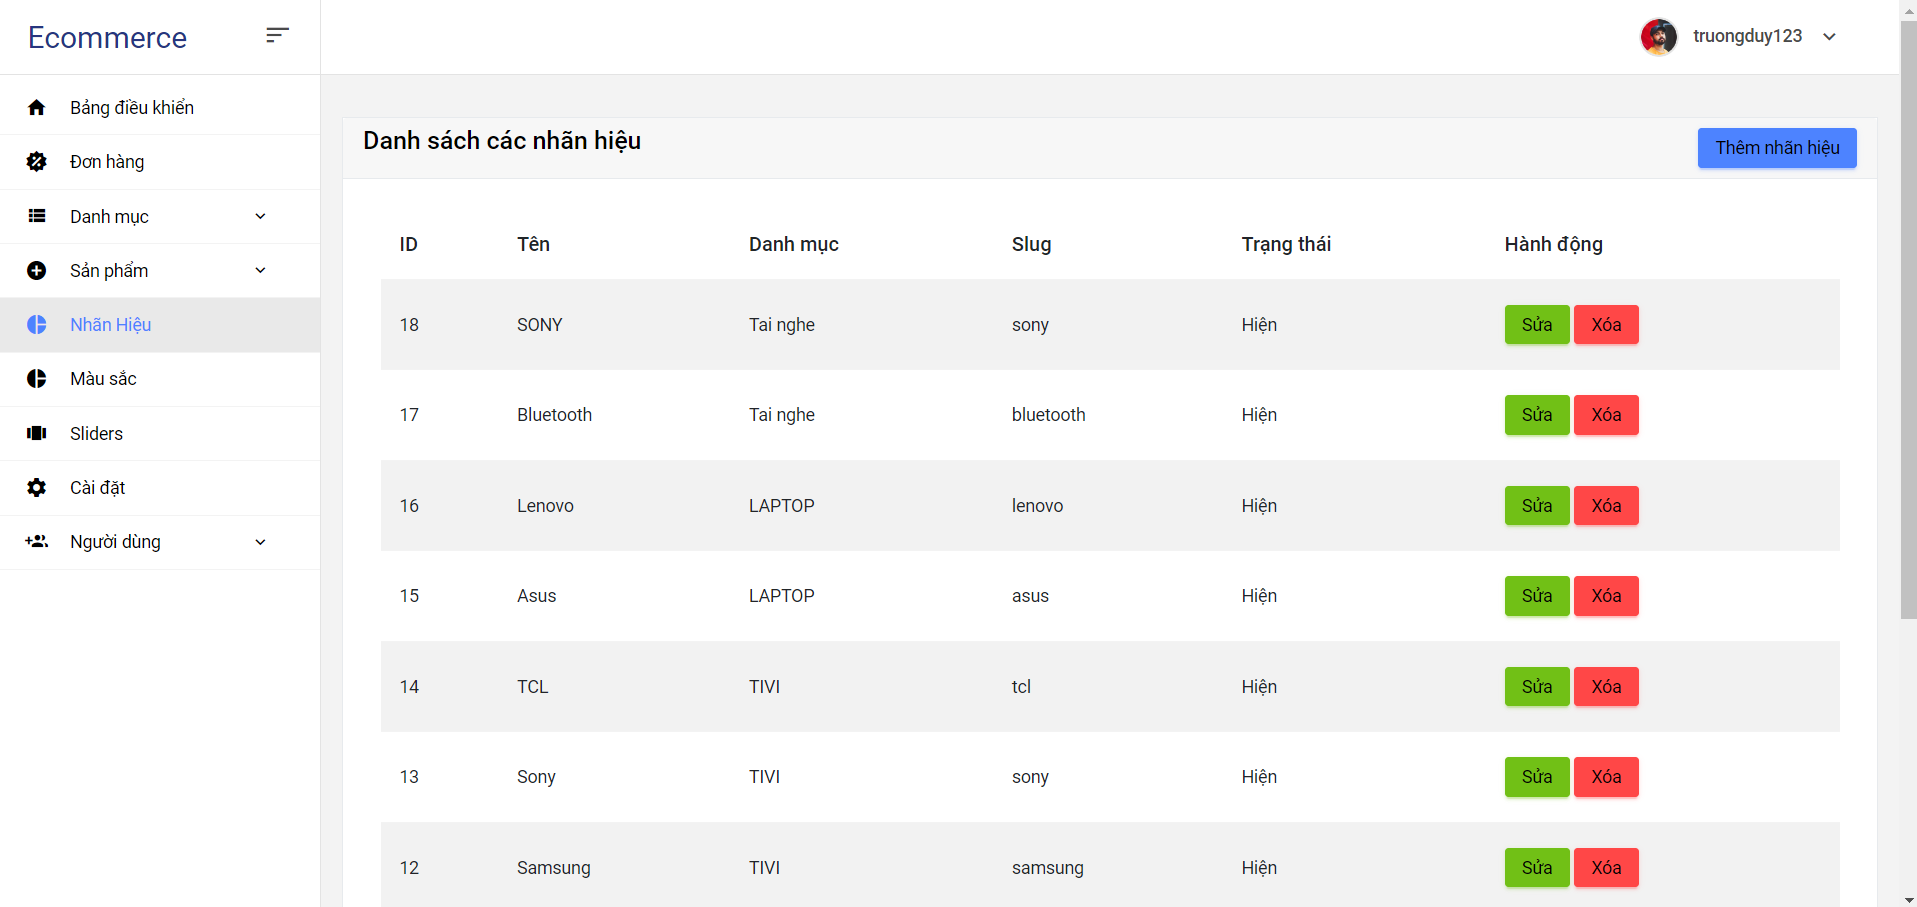 Ecommerce
truongduy123
Bảng điều khiển
Đơn hàng
Danh mục
Sản phẩm
Nhãn Hiệu
Màu sắc
Sliders
Cài đặt
Người dùng
Danh sách các nhãn hiệu
Thêm nhãn hiệu
ID Tên Danh mục Slug Trạng thái Hành động
18 SONY Tai nghe sony Hiện Sửa Xóa
17 Bluetooth Tai nghe bluetooth Hiện Sửa Xóa
16 Lenovo LAPTOP lenovo Hiện Sửa Xóa
15 Asus LAPTOP asus Hiện Sửa Xóa
14 TCL TIVI tcl Hiện Sửa Xóa
13 Sony TIVI sony Hiện Sửa Xóa
12 Samsung TIVI samsung Hiện Sửa Xóa